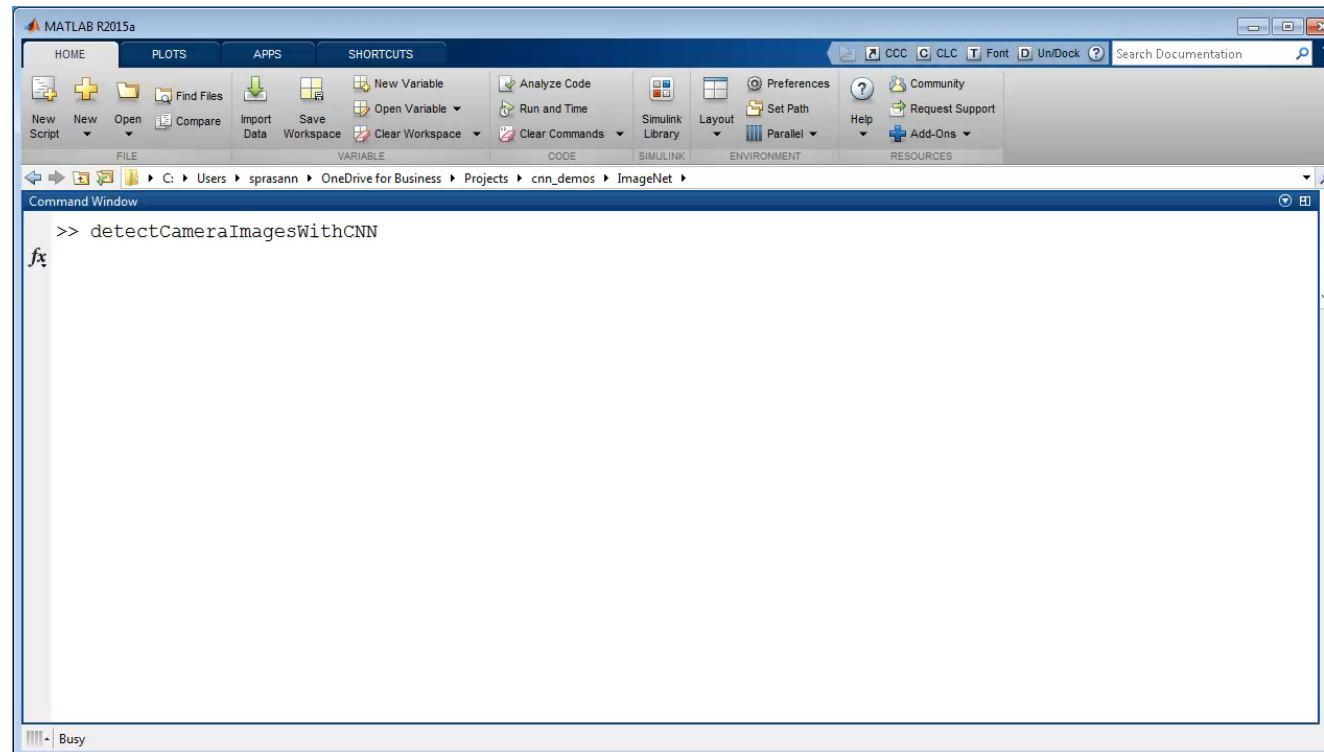 MATLAB R2015a
HOME PLOTS APPS SHORTCUTS CCC C CLC T Font D Un/Dock ? Search Documentation
New Script
New
Open
Find Files
Compare
Import Data
Save Workspace
New Variable
Open Variable
Clear Workspace
Analyze Code
Run and Time
Clear Commands
Simulink Library
Layout
Preferences
Set Path
Parallel
? Help
Community
Request Support
Add-Ons
FILE VARIABLE CODE SIMULINK ENVIRONMENT RESOURCES
C: Users sprasann OneDrive for Business Projects cnn_demos ImageNet
Command Window
>> detectCameraImagesWithCNN
fx
Busy